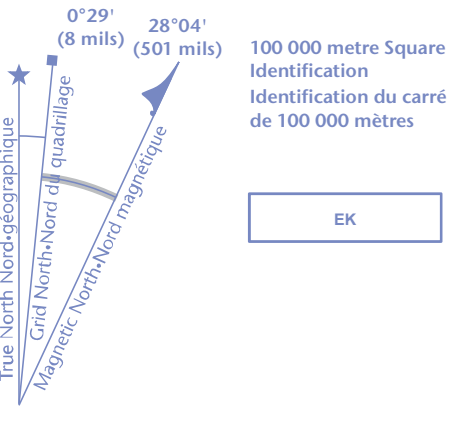 0°29'
(8 mils)
28°04'
(501 mils)
True North Nord•géographique
Grid North•Nord du quadrillage
Magnetic North•Nord magnétique
100 000 metre Square
Identification
Identification du carré
de 100 000 mètres
EK